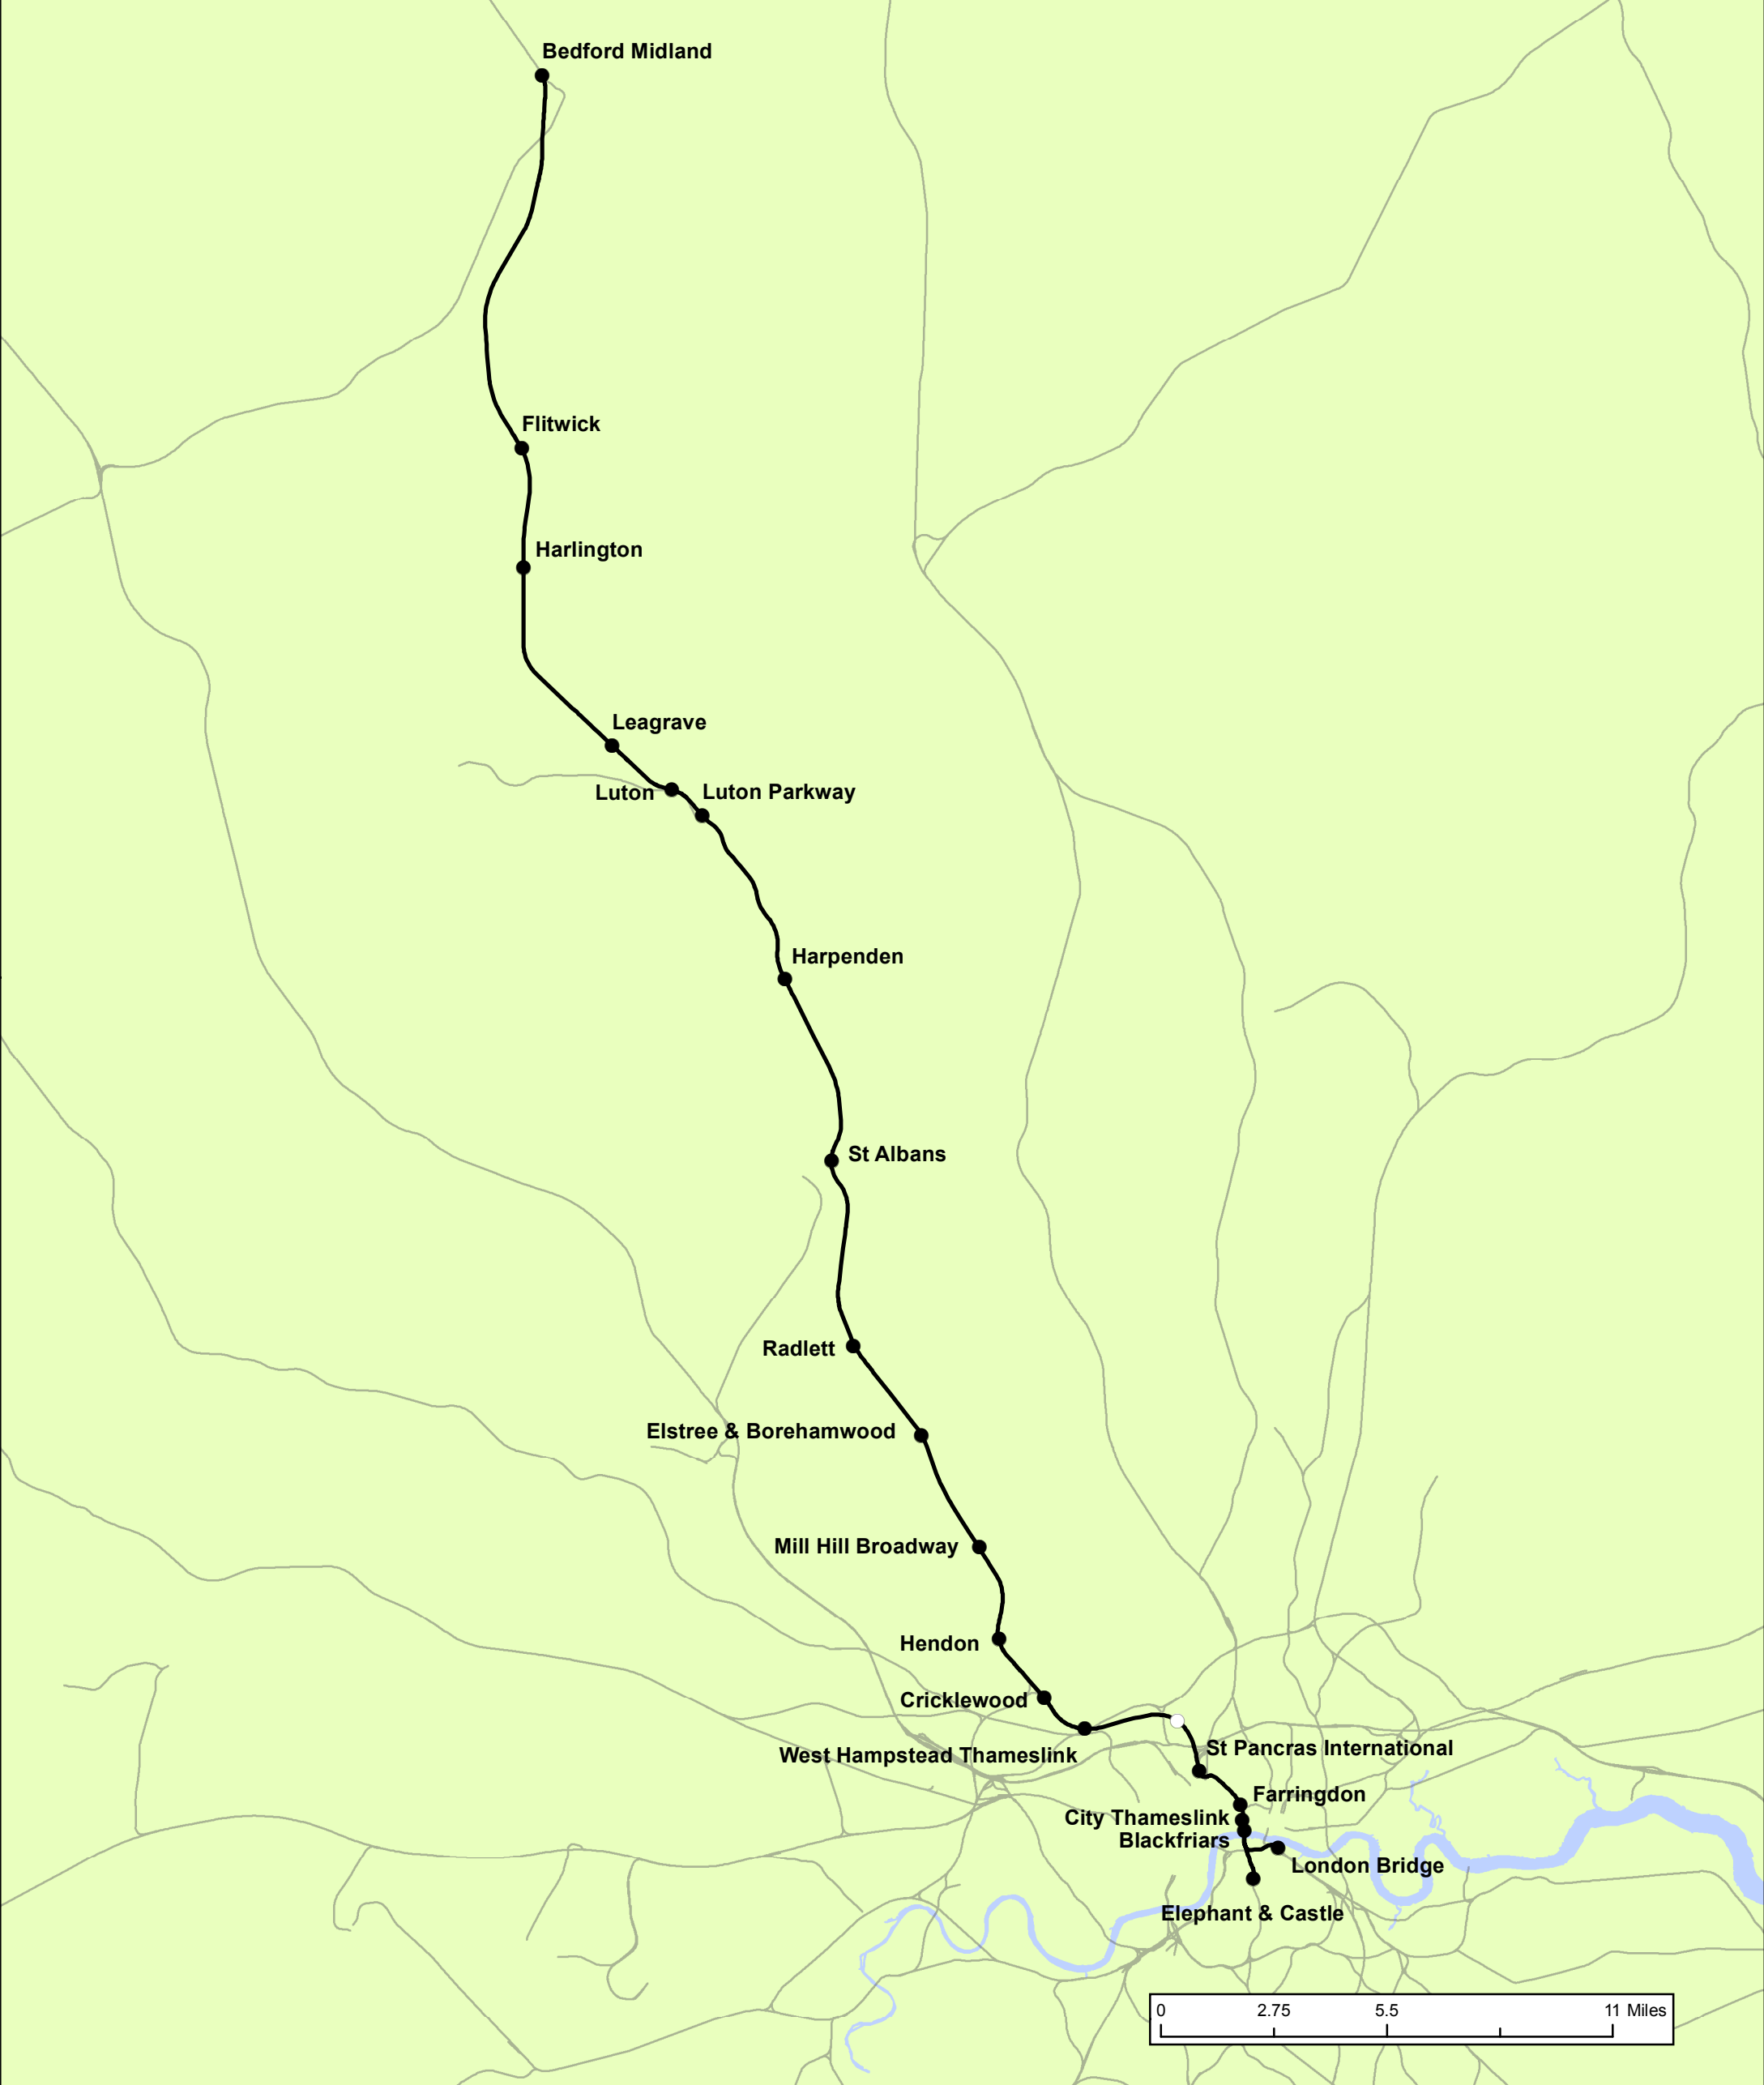 Bedford Midland
Flitwick
Harlington
Leagrave
Luton
Luton Parkway
Harpenden
St Albans
Radlett
Elstree & Borehamwood
Mill Hill Broadway
Hendon
Cricklewood
West Hampstead Thameslink
St Pancras International
Farringdon
City Thameslink
Blackfriars
London Bridge
Elephant & Castle
0 2.75 5.5 11 Miles